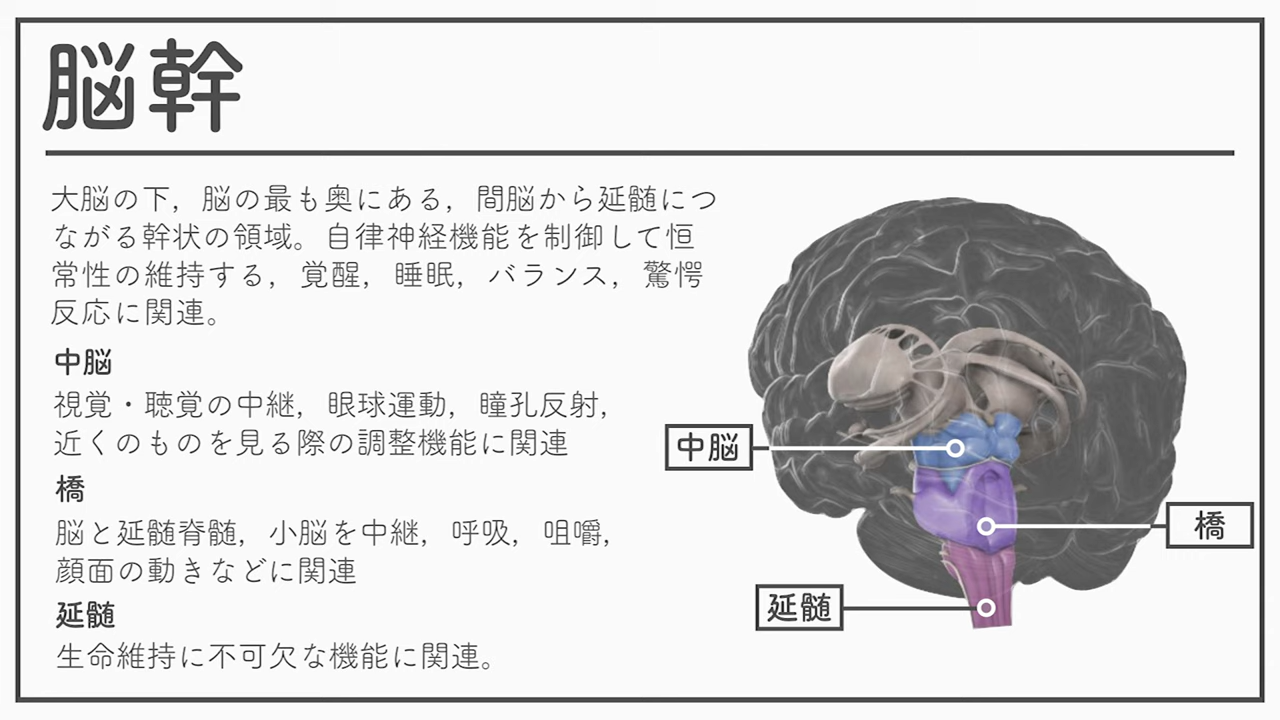 脳幹
大脳の下，脳の最も奥にある，間脳から延髄につ
ながる幹状の領域。自律神経機能を制御して恒
常性の維持する，覚醒，睡眠，バランス，驚愕
反応に関連。
中脳
視覚・聴覚の中継，眼球運動，瞳孔反射，
近くのものを見る際の調整機能に関連
橋
脳と延髄脊髄，小脳を中継，呼吸，咀嚼，
顔面の動きなどに関連
延髄
生命維持に不可欠な機能に関連。
中脳
橋
延髄